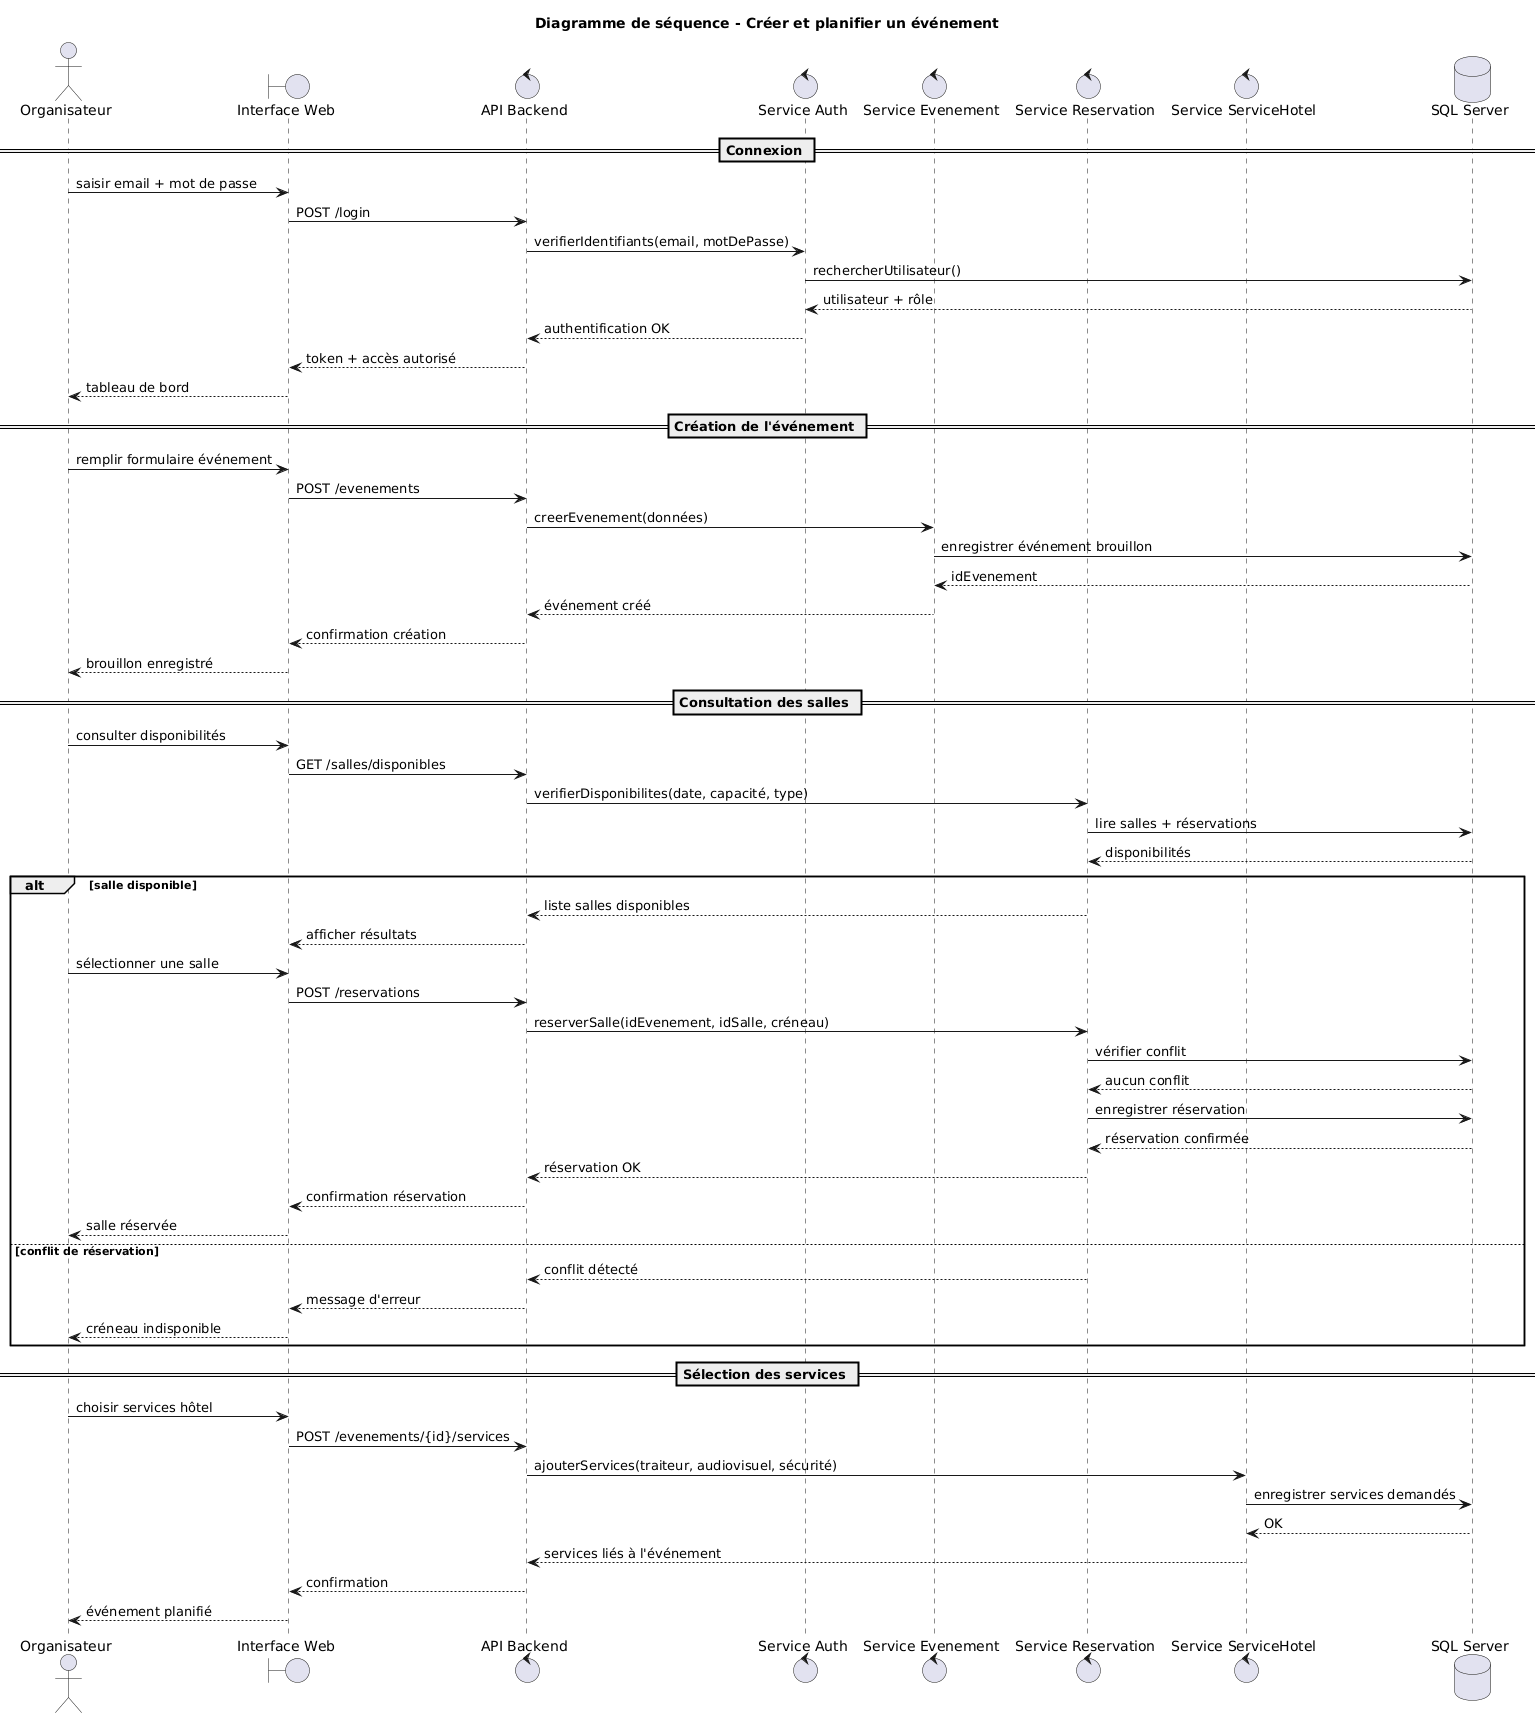 Diagramme de séquence - Créer et planifier un événement
Organisateur
Interface Web
API Backend
Service Auth
Service Evenement
Service Reservation
Service ServiceHotel
SQL Server
Connexion
saisir email + mot de passe
POST /login
verifierIdentifiants(email, motDePasse)
rechercherUtilisateur()
utilisateur + rôle
authentification OK
token + accès autorisé
tableau de bord
Création de l'événement
remplir formulaire événement
POST /evenements
creerEvenement(données)
enregistrer événement brouillon
idEvenement
événement créé
confirmation création
brouillon enregistré
Consultation des salles
consulter disponibilités
GET /salles/disponibles
verifierDisponibilites(date, capacité, type)
lire salles + réservations
disponibilités
alt [salle disponible]
liste salles disponibles
afficher résultats
sélectionner une salle
POST /reservations
reserverSalle(idEvenement, idSalle, créneau)
vérifier conflit
aucun conflit
enregistrer réservation
réservation confirmée
réservation OK
confirmation réservation
salle réservée
[conflit de réservation]
conflit détecté
message d'erreur
créneau indisponible
Sélection des services
choisir services hôtel
POST /evenements/{id}/services
ajouterServices(traiteur, audiovisuel, sécurité)
enregistrer services demandés
OK
services liés à l'événement
confirmation
événement planifié
Organisateur
Interface Web
API Backend
Service Auth
Service Evenement
Service Reservation
Service ServiceHotel
SQL Server